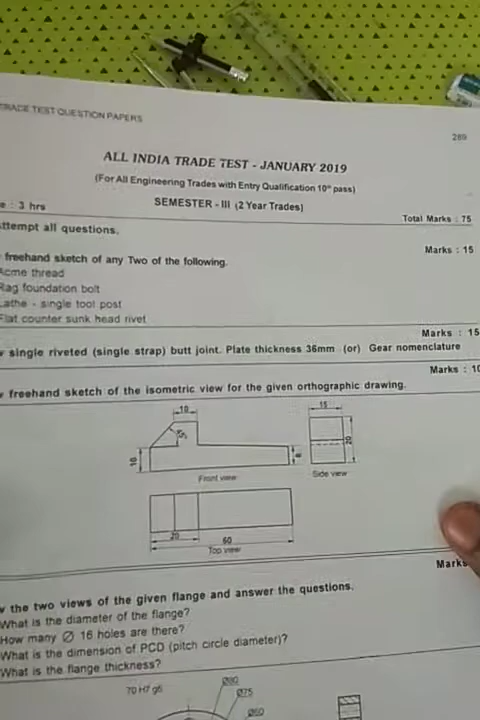 TRADE TEST QUESTION PAPERS
269
ALL INDIA TRADE TEST - JANUARY 2019
(For All Engineering Trades with Entry Qualification 10th pass)
e : 3 hrs
SEMESTER - III (2 Year Trades)
Total Marks : 75
ttempt all questions.
Marks : 15
freehand sketch of any Two of the following.
Acme thread
Rag foundation bolt
Lathe - single tool post
Flat counter sunk head rivet
Marks : 15
w single riveted (single strap) butt joint. Plate thickness 36mm (or) Gear nomenclature
Marks : 10
w freehand sketch of the isometric view for the given orthographic drawing.
10
15
10
20
Front view
Side view
20
60
Top view
Marks
w the two views of the given flange and answer the questions.
What is the diameter of the flange?
How many Ø 16 holes are there?
What is the dimension of PCD (pitch circle diameter)?
What is the flange thickness?
70 H7 g6
Ø75